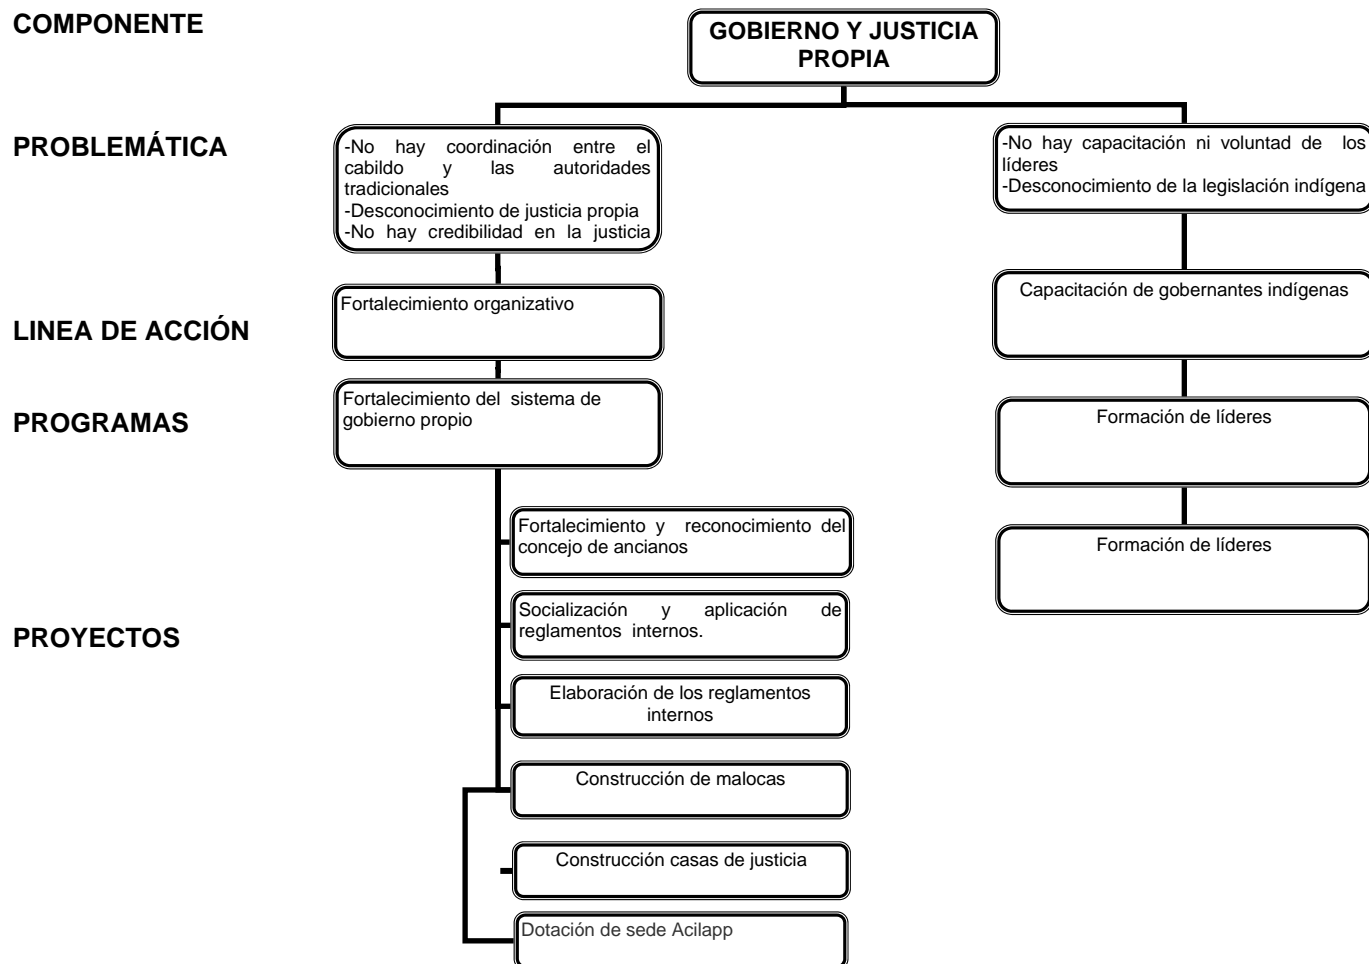 COMPONENTE
GOBIERNO Y JUSTICIA
PROPIA
PROBLEMÁTICA
-No hay coordinación entre el
cabildo y las autoridades
tradicionales
-Desconocimiento de justicia propia
-No hay credibilidad en la justicia
-No hay capacitación ni voluntad de los
líderes
-Desconocimiento de la legislación indígena
LINEA DE ACCIÓN
Fortalecimiento organizativo
Capacitación de gobernantes indígenas
PROGRAMAS
Fortalecimiento del sistema de
gobierno propio
Formación de líderes
PROYECTOS
Fortalecimiento y reconocimiento del
concejo de ancianos
Socialización y aplicación de
reglamentos internos.
Elaboración de los reglamentos
internos
Construcción de malocas
Construcción casas de justicia
Dotación de sede Acilapp
Formación de líderes